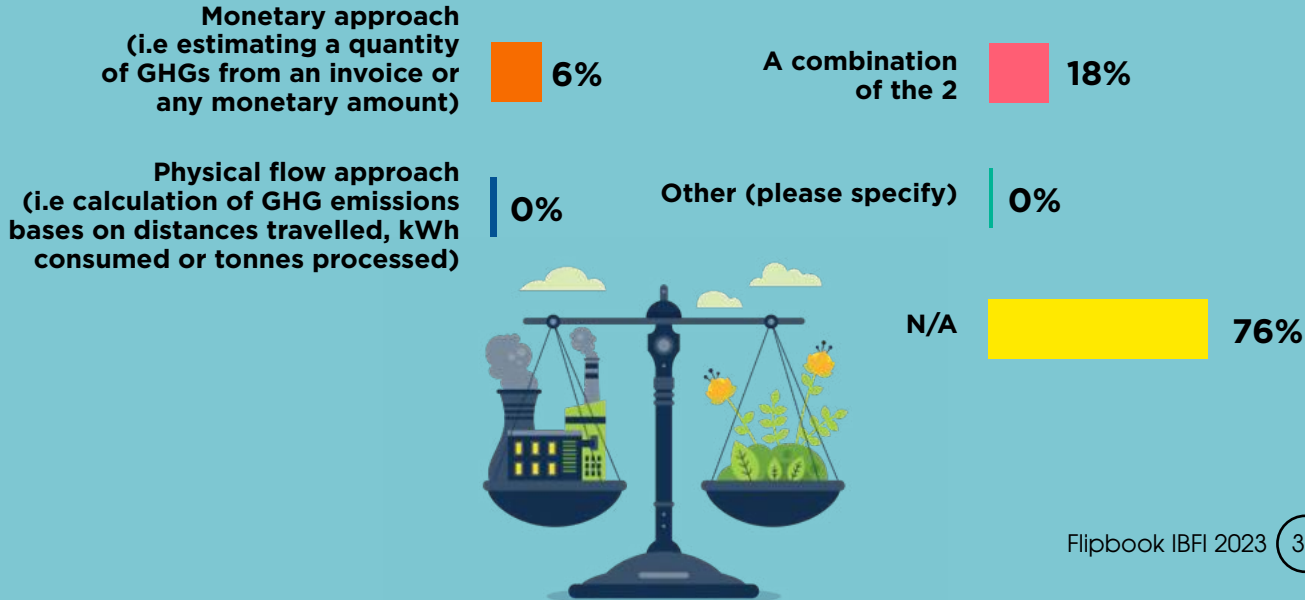 Monetary approach
(i.e estimating a quantity
of GHGs from an invoice or
any monetary amount)
6%
Physical flow approach
(i.e calculation of GHG emissions
bases on distances travelled, kWh
consumed or tonnes processed)
0%
A combination
of the 2
18%
Other (please specify)
0%
N/A
76%
Flipbook IBFI 2023
3